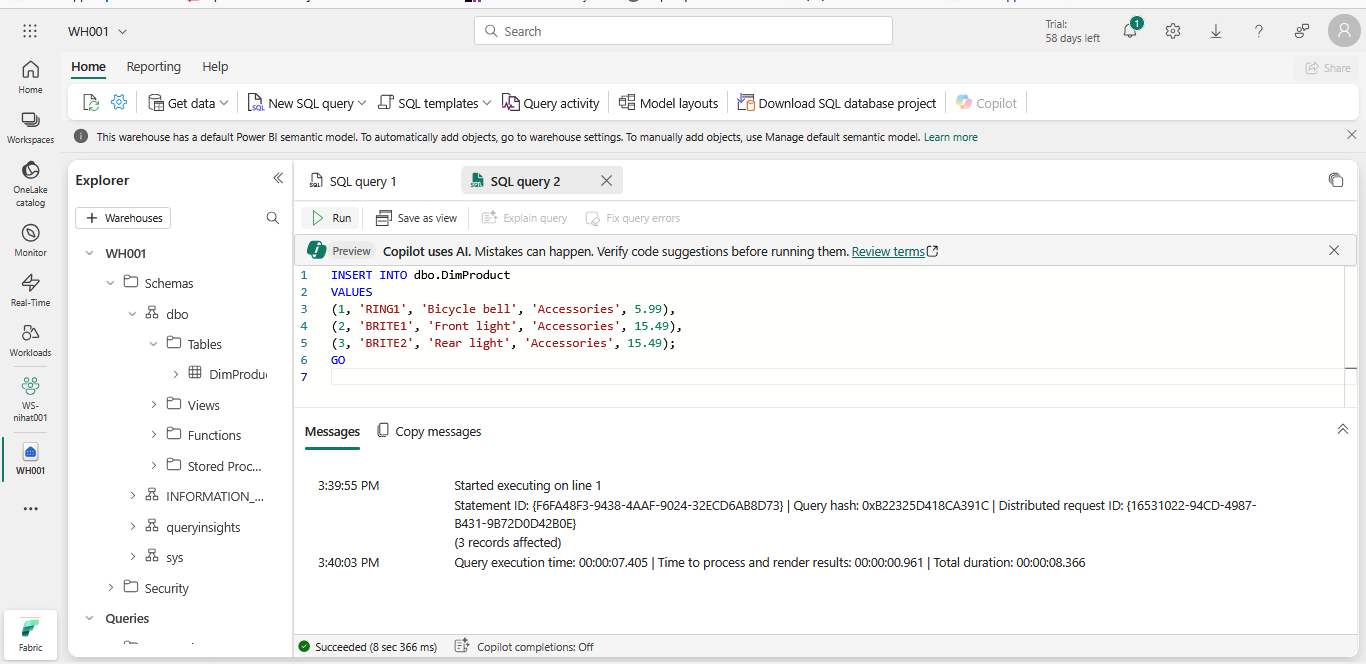 WH001
Search
Trial:
58 days left
1
Home
Reporting
Help
Share
Get data
New SQL query
SQL templates
Query activity
Model layouts
Download SQL database project
Copilot
This warehouse has a default Power BI semantic model. To automatically add objects, go to warehouse settings. To manually add objects, use Manage default semantic model. Learn more
Home
Workspaces
OneLake
catalog
Monitor
Real-Time
Workloads
WS-
nihat001
WH001
Fabric
Explorer
+ Warehouses
WH001
Schemas
dbo
Tables
DimProdu
Views
Functions
Stored Proc...
INFORMATION_...
queryinsights
sys
Security
Queries
SQL query 1
SQL query 2
Run
Save as view
Explain query
Fix query errors
Preview
Copilot uses AI. Mistakes can happen. Verify code suggestions before running them. Review terms
1 INSERT INTO dbo.DimProduct
2 VALUES
3 (1, 'RING1', 'Bicycle bell', 'Accessories', 5.99),
4 (2, 'BRITE1', 'Front light', 'Accessories', 15.49),
5 (3, 'BRITE2', 'Rear light', 'Accessories', 15.49);
6 GO
7
Messages
Copy messages
3:39:55 PM Started executing on line 1
Statement ID: {F6FA48F3-9438-4AAF-9024-32ECD6AB8D73} | Query hash: 0xB22325D418CA391C | Distributed request ID: {16531022-94CD-4987-
B431-9B72D0D42B0E}
(3 records affected)
3:40:03 PM Query execution time: 00:00:07.405 | Time to process and render results: 00:00:00.961 | Total duration: 00:00:08.366
Succeeded (8 sec 366 ms)
Copilot completions: Off